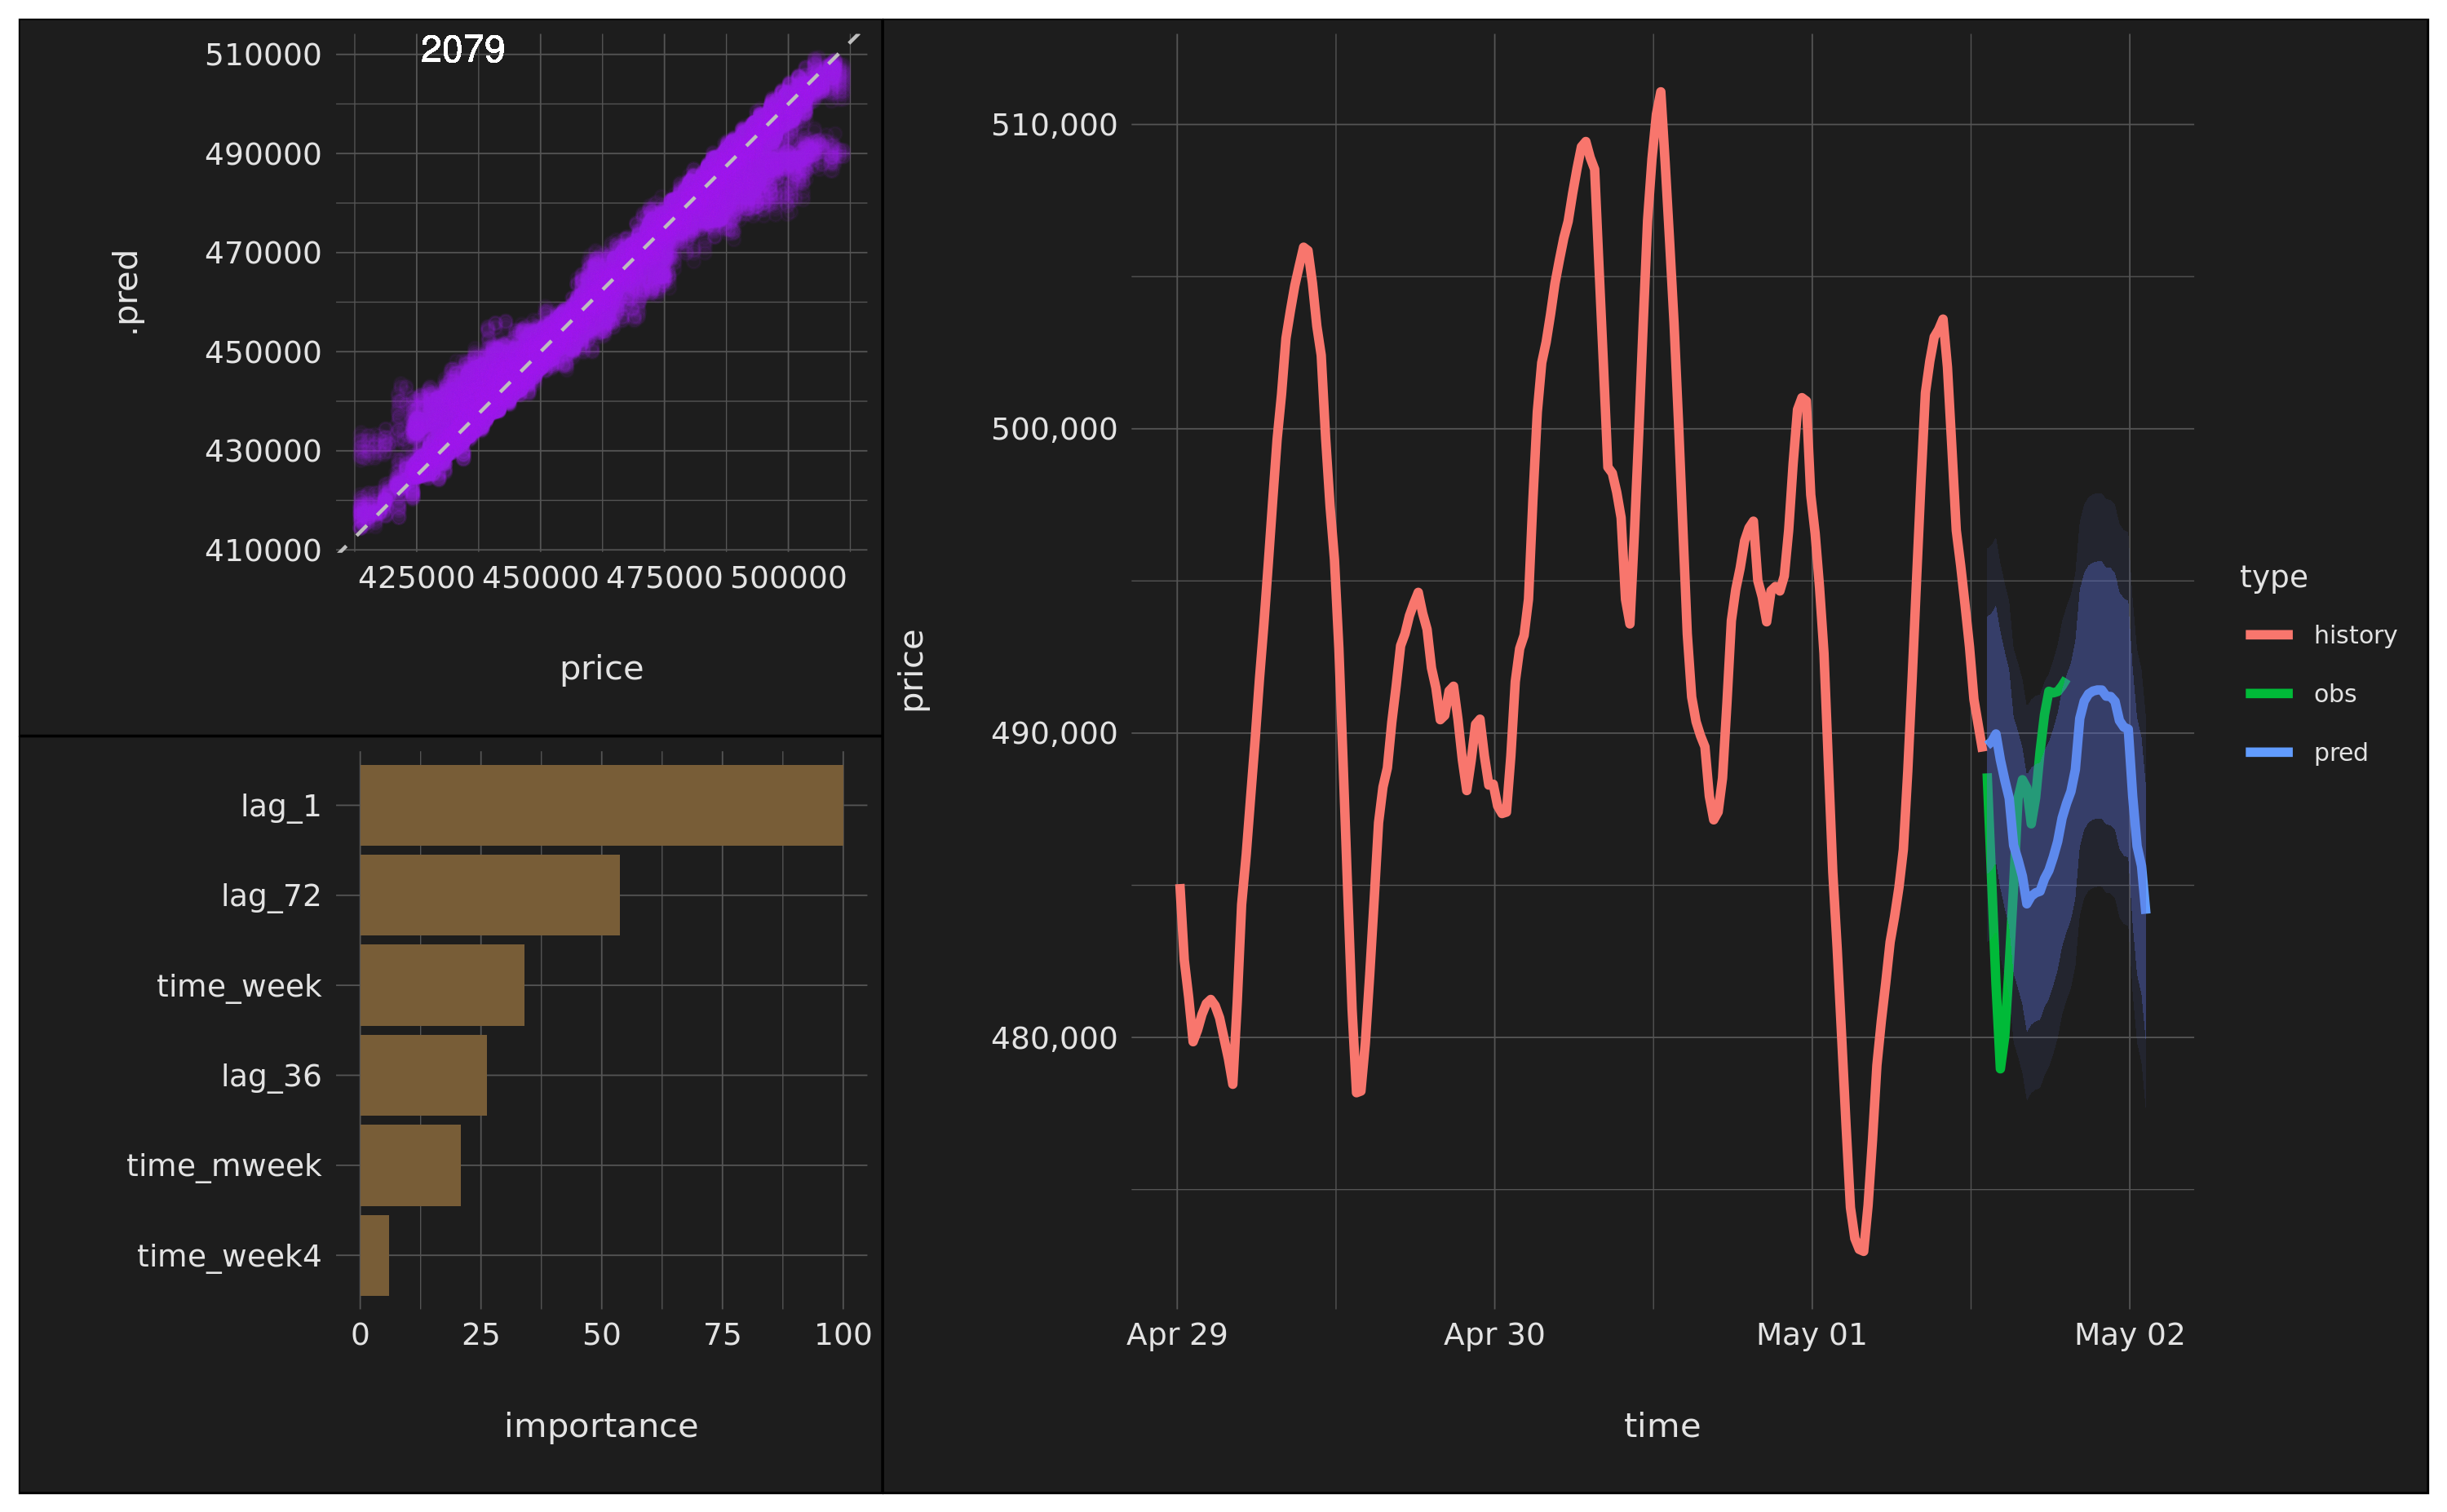 2079
510000
490000
470000
450000
430000
410000
.pred
425000 450000 475000 500000
price
lag_1
lag_72
time_week
lag_36
time_mweek
time_week4
0 25 50 75 100
importance
510,000
500,000
490,000
480,000
price
Apr 29 Apr 30 May 01 May 02
time
type
history
obs
pred